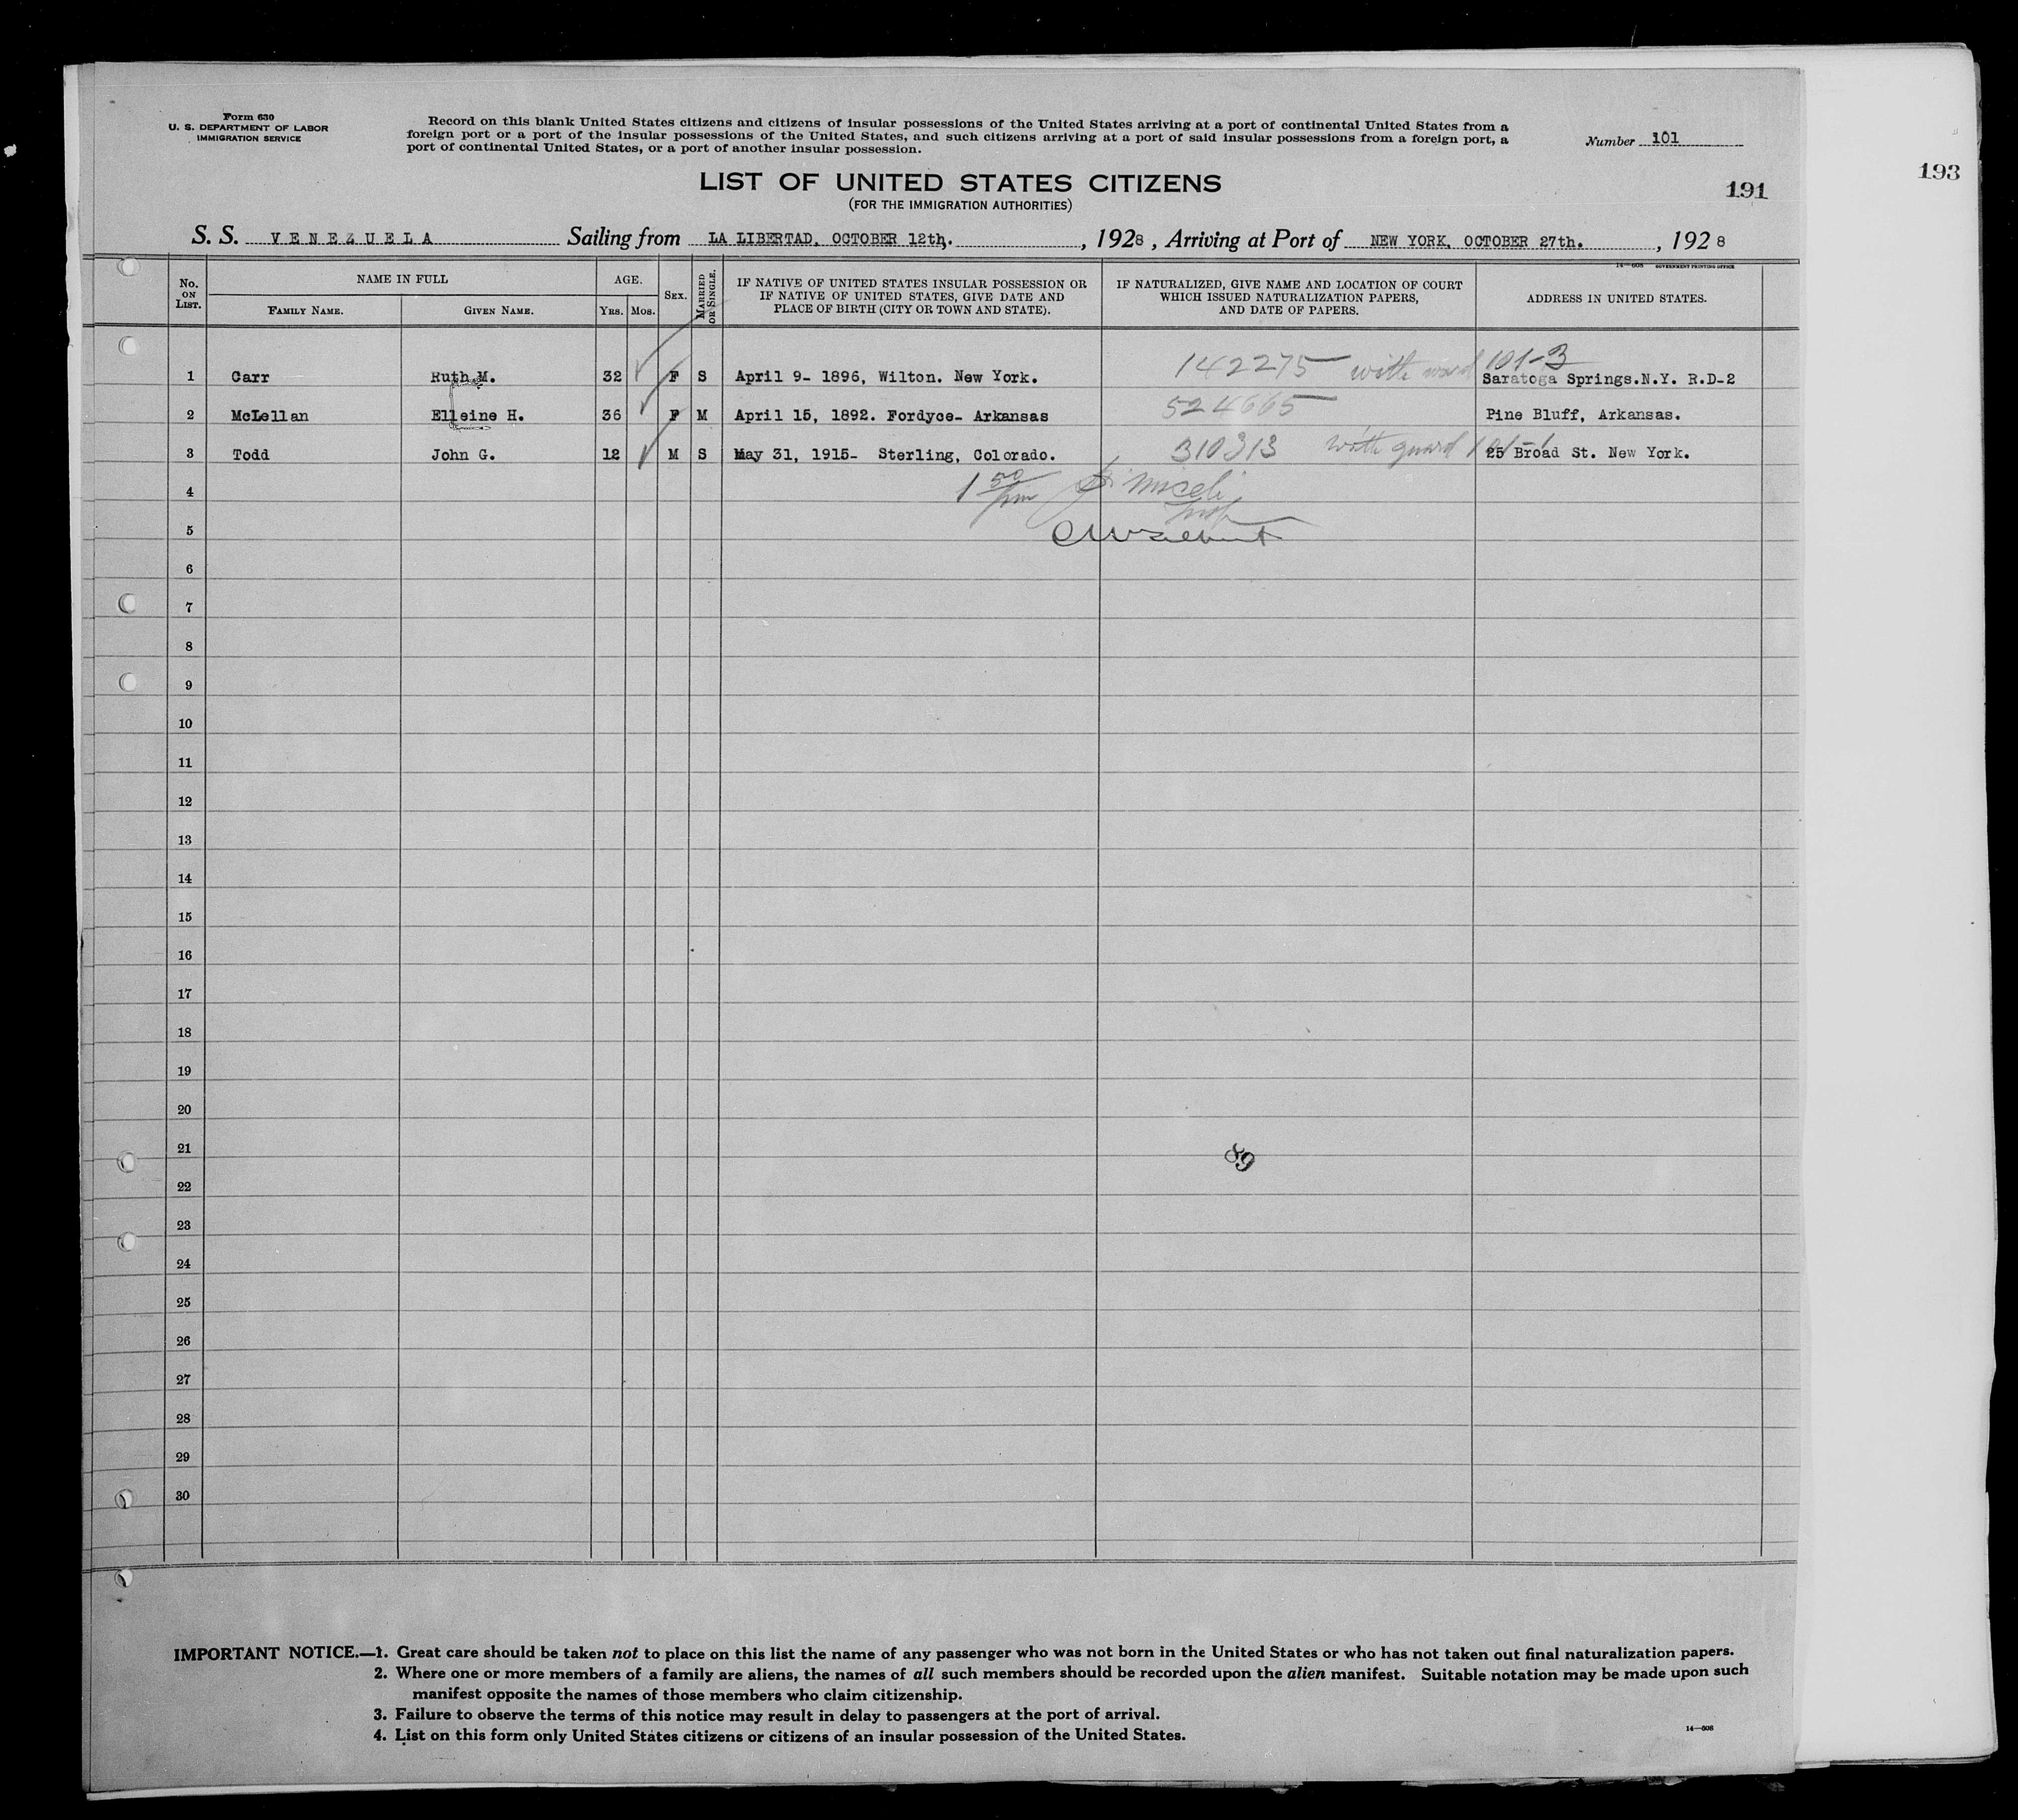 Form 630
U. S. DEPARTMENT OF LABOR
IMMIGRATION SERVICE
Record on this blank United States citizens and citizens of insular possessions of the United States arriving at a port of continental United States from a
foreign port or a port of the insular possessions of the United States, and such citizens arriving at a port of said insular possessions from a foreign port, a
port of continental United States, or a port of another insular possession.
Number 101
193
LIST OF UNITED STATES CITIZENS
191
(FOR THE IMMIGRATION AUTHORITIES)
S. S. VENEZUELA Sailing from LA LIBERTAD, OCTOBER 12th. , 1928 , Arriving at Port of NEW YORK, OCTOBER 27th. , 1928
14—608 GOVERNMENT PRINTING OFFICE
No. ON LIST. NAME IN FULL FAMILY NAME. GIVEN NAME. AGE. YRS. MOS. SEX. MARRIED OR SINGLE. IF NATIVE OF UNITED STATES INSULAR POSSESSION OR IF NATIVE OF UNITED STATES, GIVE DATE AND PLACE OF BIRTH (CITY OR TOWN AND STATE). IF NATURALIZED, GIVE NAME AND LOCATION OF COURT WHICH ISSUED NATURALIZATION PAPERS, AND DATE OF PAPERS. ADDRESS IN UNITED STATES.
142275 with ward 101-3
1 Carr Ruth M. 32 F S April 9- 1896, Wilton. New York. Saratoga Springs.N.Y. R.D-2
2 McLellan Elleine H. 36 F M April 15, 1892. Fordyce- Arkansas 524665 Pine Bluff, Arkansas.
3 Todd John G. 12 M S May 31, 1915- Sterling, Colorado. 310313 with guard 101-1 25 Broad St. New York.
4 1 50 pm Miceli
Insp
5
6
7
8
9
10
11
12
13
14
15
16
17
18
19
20
21
89
22
23
24
25
26
27
28
29
30
IMPORTANT NOTICE.—1. Great care should be taken not to place on this list the name of any passenger who was not born in the United States or who has not taken out final naturalization papers.
2. Where one or more members of a family are aliens, the names of all such members should be recorded upon the alien manifest. Suitable notation may be made upon such
manifest opposite the names of those members who claim citizenship.
3. Failure to observe the terms of this notice may result in delay to passengers at the port of arrival.
4. List on this form only United States citizens or citizens of an insular possession of the United States.
14—608